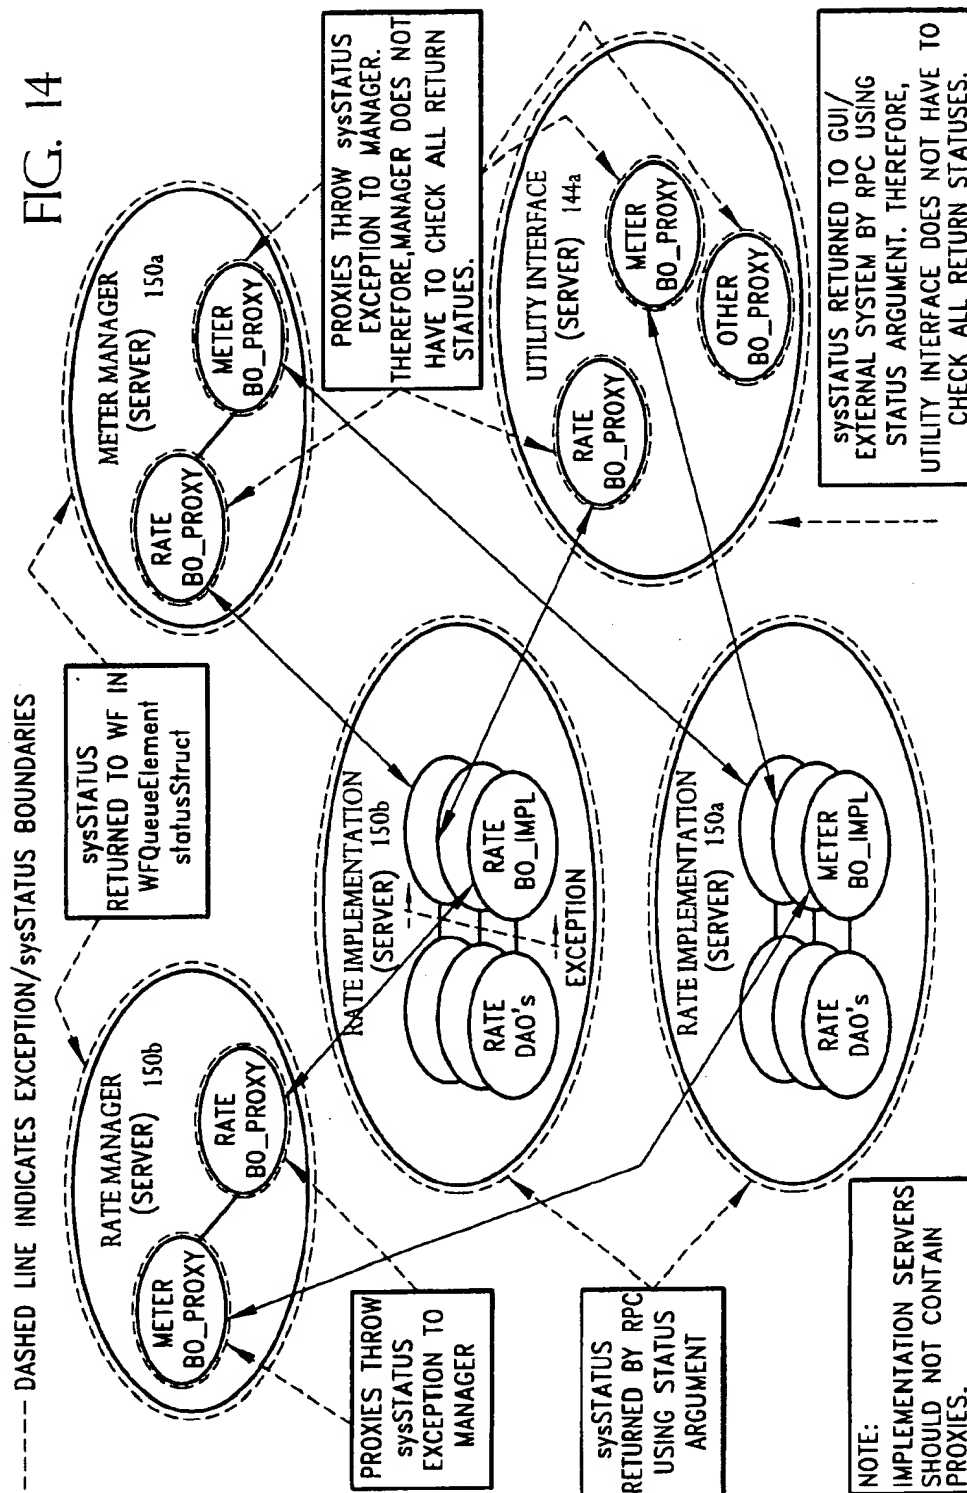 FIG. 14
----- DASHED LINE INDICATES EXCEPTION/sysSTATUS BOUNDARIES
RATE MANAGER
(SERVER) 150b
METER
BO_PROXY
RATE
BO_PROXY
sysSTATUS
RETURNED TO WF IN
WFQueueElement
statusStruct
METER MANAGER
(SERVER) 150a
RATE
BO_PROXY
METER
BO_PROXY
PROXIES THROW
sysSTATUS
EXCEPTION TO
MANAGER
RATE IMPLEMENTATION
(SERVER) 150b
RATE
DAO's
RATE
BO_IMPL
EXCEPTION
PROXIES THROW sysSTATUS
EXCEPTION TO MANAGER.
THEREFORE,MANAGER DOES NOT
HAVE TO CHECK ALL RETURN
STATUES.
sysSTATUS
RETURNED BY RPC
USING STATUS
ARGUMENT
UTILITY INTERFACE
(SERVER) 144a
RATE
BO_PROXY
METER
BO_PROXY
OTHER
BO_PROXY
RATE IMPLEMENTATION
(SERVER) 150a
RATE
DAO's
METER
BO_IMPL
NOTE:
IMPLEMENTATION SERVERS
SHOULD NOT CONTAIN
PROXIES.
sysSTATUS RETURNED TO GUI/
EXTERNAL SYSTEM BY RPC USING
STATUS ARGUMENT. THEREFORE,
UTILITY INTERFACE DOES NOT HAVE TO
CHECK ALL RETURN STATUSES.